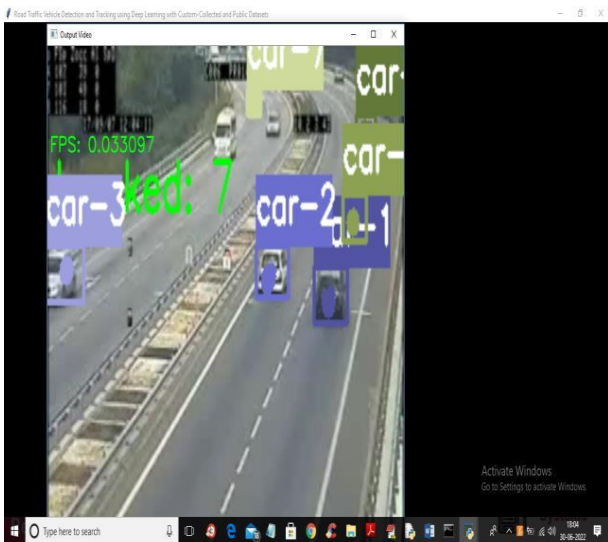 Road Traffic Vehicle Detection and Tracking using Deep Learning with Custom-Collected and Public Datasets
Output Video
car-7
car-
FPS: 0.033097
car-
ked: 7
car-3
car-2
-1
Activate Windows
Go to Settings to activate Windows.
Type here to search
18:04
30-06-2022